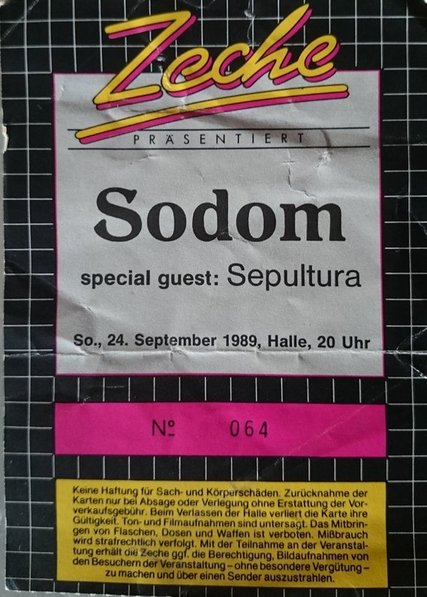 Zeche
PRÄSENTIERT
Sodom
special guest: Sepultura
So., 24. September 1989, Halle, 20 Uhr
Nº 064
Keine Haftung für Sach- und Körperschäden. Zurücknahme der
Karten nur bei Absage oder Verlegung ohne Erstattung der Vor-
verkaufsgebühr. Beim Verlassen der Halle verliert die Karte ihre
Gültigkeit. Ton- und Filmaufnahmen sind untersagt. Das Mitbrin-
gen von Flaschen, Dosen und Waffen ist verboten. Mißbrauch
wird strafrechtlich verfolgt. Mit der Teilnahme an der Veranstal-
tung erhält die Zeche ggf. die Berechtigung, Bildaufnahmen von
den Besuchern der Veranstaltung – ohne besondere Vergütung –
zu machen und über einen Sender auszustrahlen.